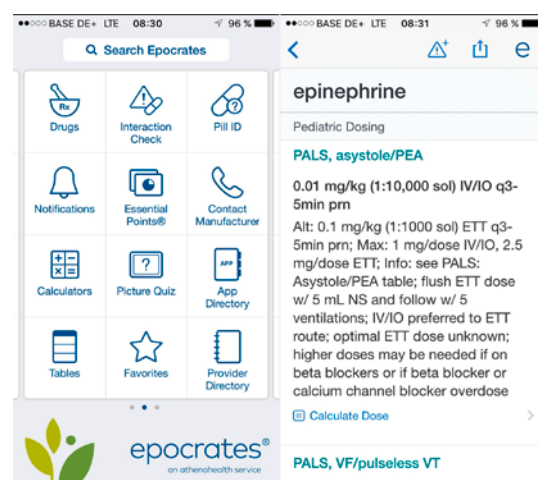 BASE DE+ LTE 08:30 96 %
Search Epocrates
Rx
Drugs
Interaction
Check
?
Pill ID
Notifications
Essential
Points®
Contact
Manufacturer
Calculators
?
Picture Quiz
APP
App
Directory
Tables
Favorites
Provider
Directory
epocrates®
an athenahealth service
BASE DE+ LTE 08:31 96 %
e
epinephrine
Pediatric Dosing
PALS, asystole/PEA
0.01 mg/kg (1:10,000 sol) IV/IO q3-
5min prn
Alt: 0.1 mg/kg (1:1000 sol) ETT q3-
5min prn; Max: 1 mg/dose IV/IO, 2.5
mg/dose ETT; Info: see PALS:
Asystole/PEA table; flush ETT dose
w/ 5 mL NS and follow w/ 5
ventilations; IV/IO preferred to ETT
route; optimal ETT dose unknown;
higher doses may be needed if on
beta blockers or if beta blocker or
calcium channel blocker overdose
Calculate Dose
PALS, VF/pulseless VT